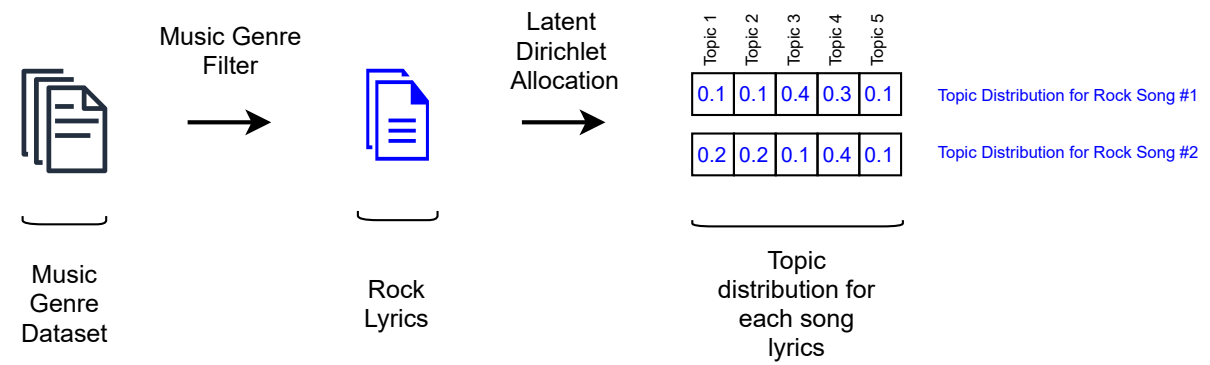 Music Genre
Filter
Latent
Dirichlet
Allocation
Topic 1
Topic 2
Topic 3
Topic 4
Topic 5
0.1 0.1 0.4 0.3 0.1
Topic Distribution for Rock Song #1
0.2 0.2 0.1 0.4 0.1
Topic Distribution for Rock Song #2
Music
Genre
Dataset
Rock
Lyrics
Topic
distribution for
each song
lyrics